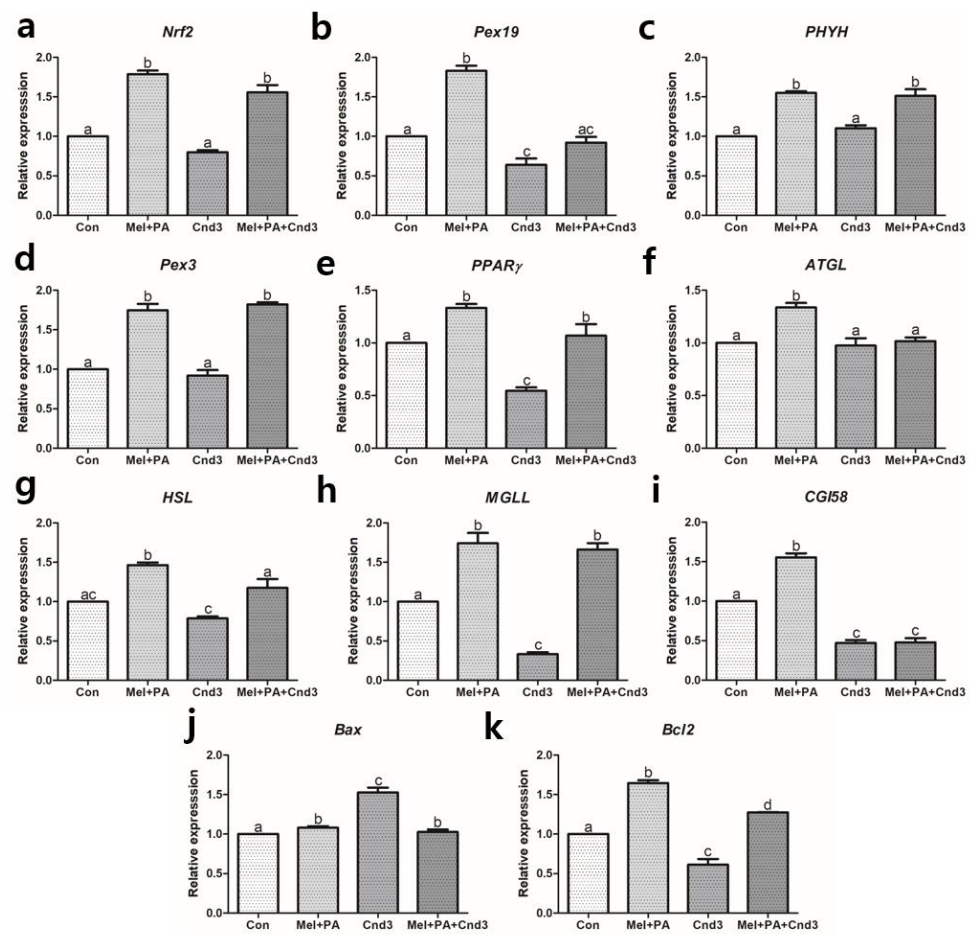 a
Nrf2
Relative expresssion
2.0
1.5
1.0
0.5
0.0
a
b
a
b
Con Mel+PA Cnd3 Mel+PA+Cnd3
b
Pex19
Relative expresssion
2.0
1.5
1.0
0.5
0.0
a
b
c
ac
Con Mel+PA Cnd3 Mel+PA+Cnd3
c
PHYH
Relative expresssion
2.0
1.5
1.0
0.5
0.0
a
b
a
b
Con Mel+PA Cnd3 Mel+PA+Cnd3
d
Pex3
Relative expresssion
2.0
1.5
1.0
0.5
0.0
a
b
a
b
Con Mel+PA Cnd3 Mel+PA+Cnd3
e
PPARγ
Relative expresssion
1.5
1.0
0.5
0.0
a
b
c
b
Con Mel+PA Cnd3 Mel+PA+Cnd3
f
ATGL
Relative expresssion
1.5
1.0
0.5
0.0
a
b
a
a
Con Mel+PA Cnd3 Mel+PA+Cnd3
g
HSL
Relative expresssion
2.0
1.5
1.0
0.5
0.0
ac
b
c
a
Con Mel+PA Cnd3 Mel+PA+Cnd3
h
MGLL
Relative expresssion
2.0
1.5
1.0
0.5
0.0
a
b
c
b
Con Mel+PA Cnd3 Mel+PA+Cnd3
i
CGI58
Relative expresssion
2.0
1.5
1.0
0.5
0.0
a
b
c
c
Con Mel+PA Cnd3 Mel+PA+Cnd3
j
Bax
Relative expresssion
2.0
1.5
1.0
0.5
0.0
a
b
c
b
Con Mel+PA Cnd3 Mel+PA+Cnd3
k
Bcl2
Relative expresssion
2.0
1.5
1.0
0.5
0.0
a
b
c
d
Con Mel+PA Cnd3 Mel+PA+Cnd3